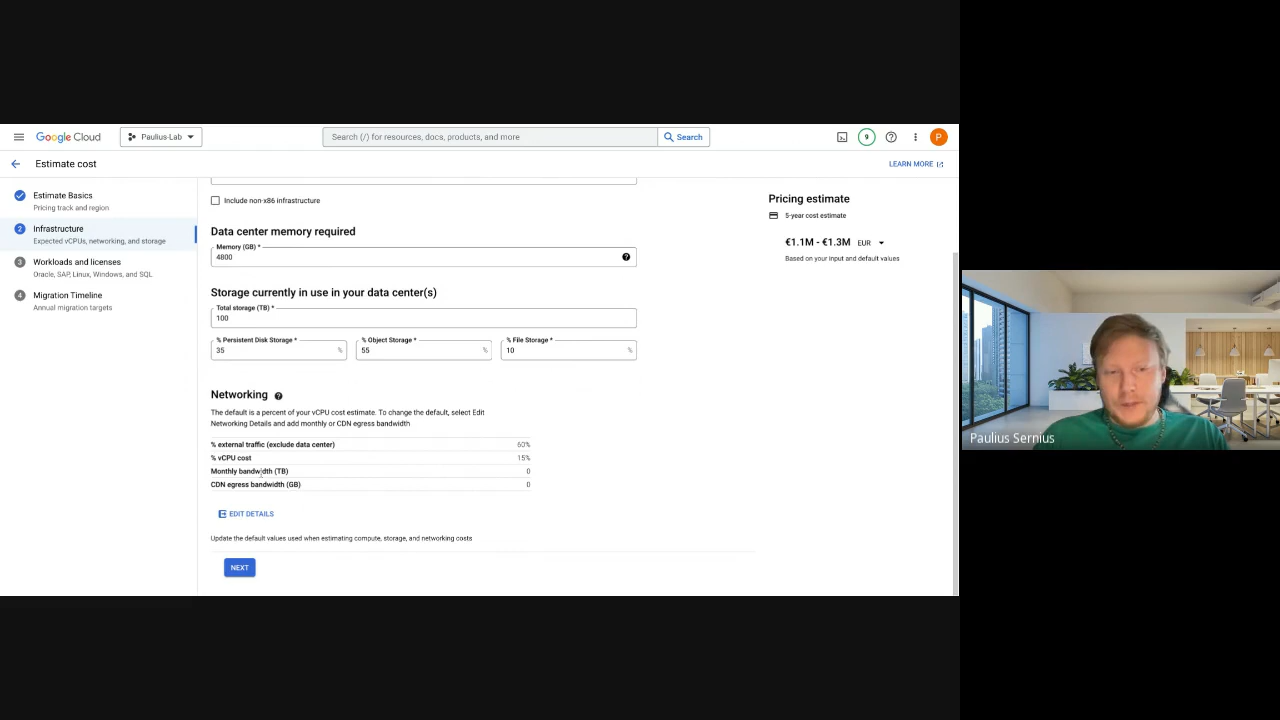 Google Cloud
Paulius-Lab
Search (/) for resources, docs, products, and more
Search
9
P
Estimate cost
LEARN MORE
Estimate Basics
Pricing track and region
2
Infrastructure
Expected vCPUs, networking, and storage
3
Workloads and licenses
Oracle, SAP, Linux, Windows, and SQL
4
Migration Timeline
Annual migration targets
Include non-x86 infrastructure
Data center memory required
Memory (GB) *
4800
Storage currently in use in your data center(s)
Total storage (TB) *
100
% Persistent Disk Storage *
35 %
% Object Storage *
55 %
% File Storage *
10 %
Networking
The default is a percent of your vCPU cost estimate. To change the default, select Edit
Networking Details and add monthly or CDN egress bandwidth
% external traffic (exclude data center) 60%
% vCPU cost 15%
Monthly bandwidth (TB) 0
CDN egress bandwidth (GB) 0
EDIT DETAILS
Update the default values used when estimating compute, storage, and networking costs
NEXT
Pricing estimate
5-year cost estimate
€1.1M - €1.3M EUR
Based on your input and default values
Paulius Sernius